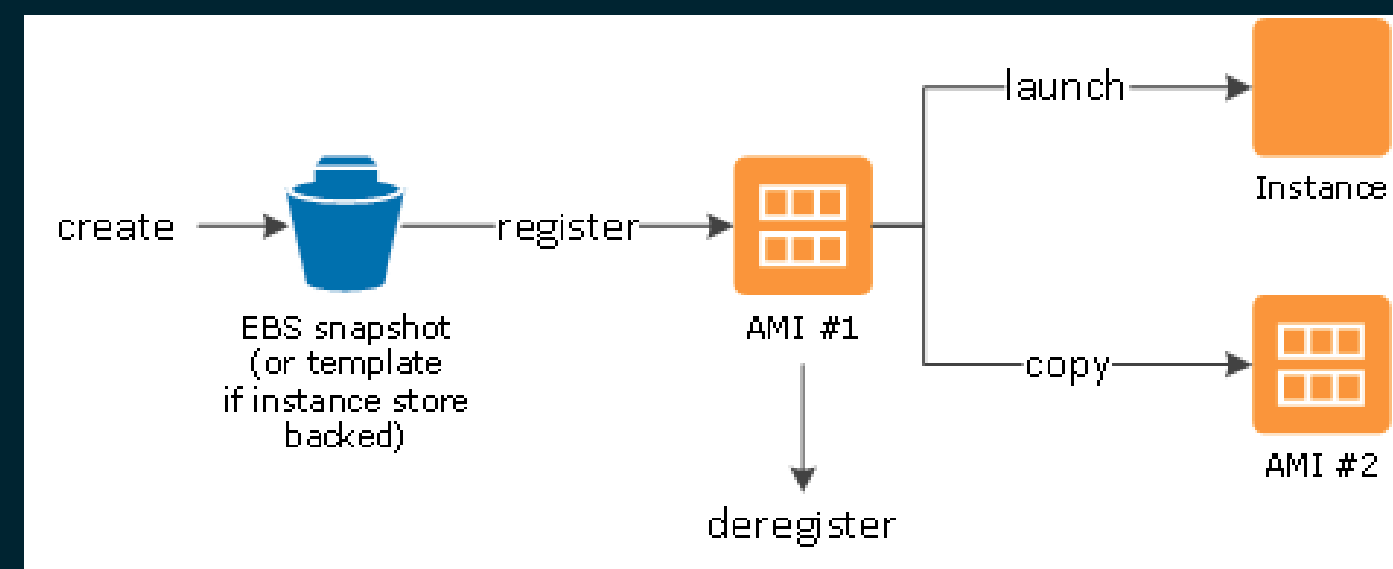 launch
Instance
create
register
EBS snapshot
(or template
if instance store
backed)
AMI #1
copy
AMI #2
deregister